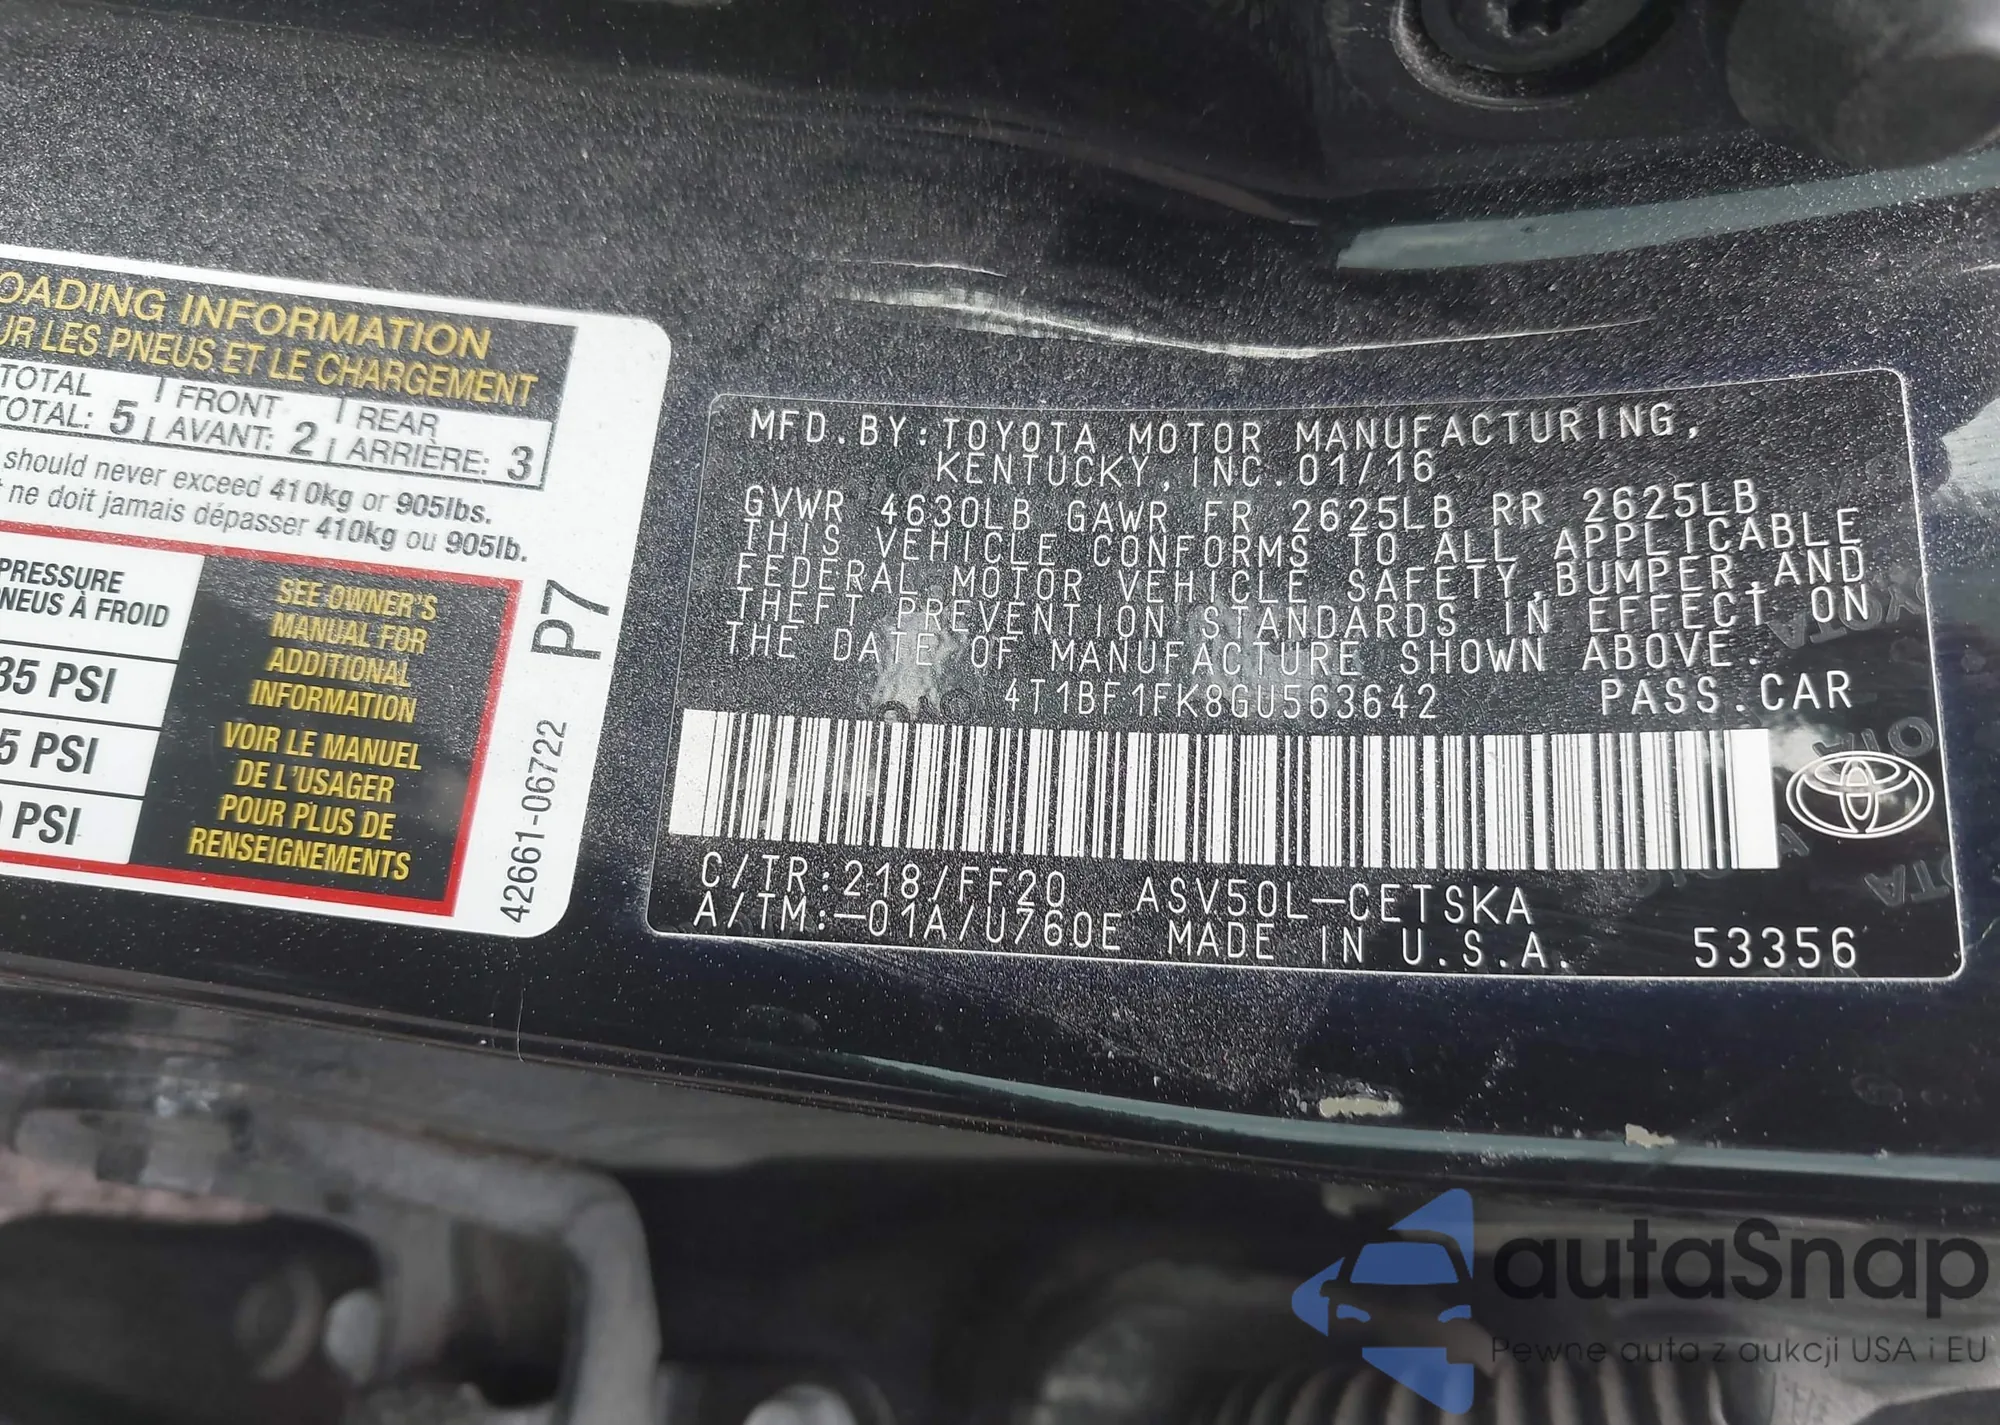 OADING INFORMATION
UR LES PNEUS ET LE CHARGEMENT
TOTAL FRONT REAR
TOTAL: 5 AVANT: 2 ARRIÈRE: 3
should never exceed 410kg or 905lbs.
ne doit jamais dépasser 410kg ou 905lb.
PRESSURE
NEUS À FROID
35 PSI
5 PSI
PSI
SEE OWNER'S
MANUAL FOR
ADDITIONAL
INFORMATION
VOIR LE MANUEL
DE L'USAGER
POUR PLUS DE
RENSEIGNEMENTS
P7
42661-06722
MFD.BY:TOYOTA MOTOR MANUFACTURING,
KENTUCKY,INC.01/16
GVWR 4630LB GAWR FR 2625LB RR 2625LB
THIS VEHICLE CONFORMS TO ALL APPLICABLE
FEDERAL MOTOR VEHICLE SAFETY,BUMPER,AND
THEFT PREVENTION STANDARDS IN EFFECT ON
THE DATE OF MANUFACTURE SHOWN ABOVE.
4T1BF1FK8GU563642 PASS.CAR
C/TR:218/FF20 ASV50L-CETSKA
A/TM:-01A/U760E MADE IN U.S.A. 53356
autaSnap
Pewne auta z aukcji USA i EU